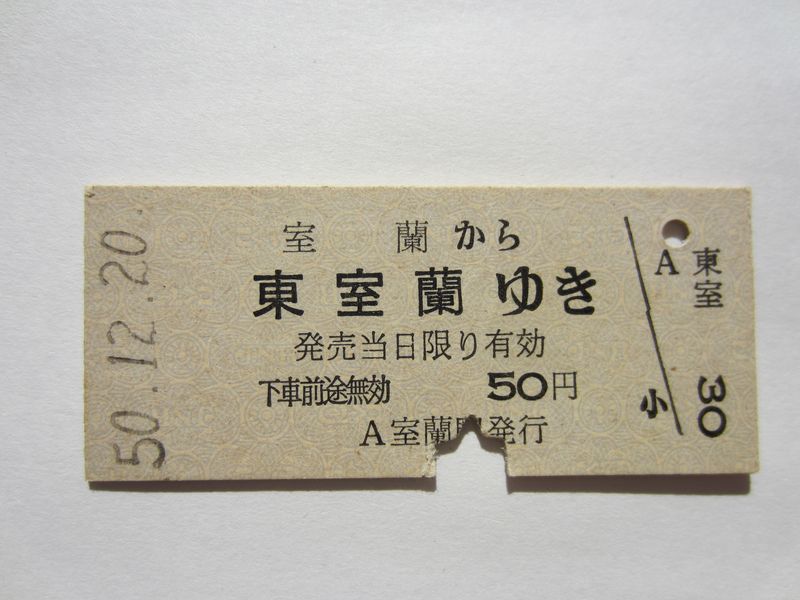 50.12.20.
室蘭から
東室蘭ゆき
発売当日限り有効
下車前途無効 50円
A室蘭駅発行
東室
A
小
30